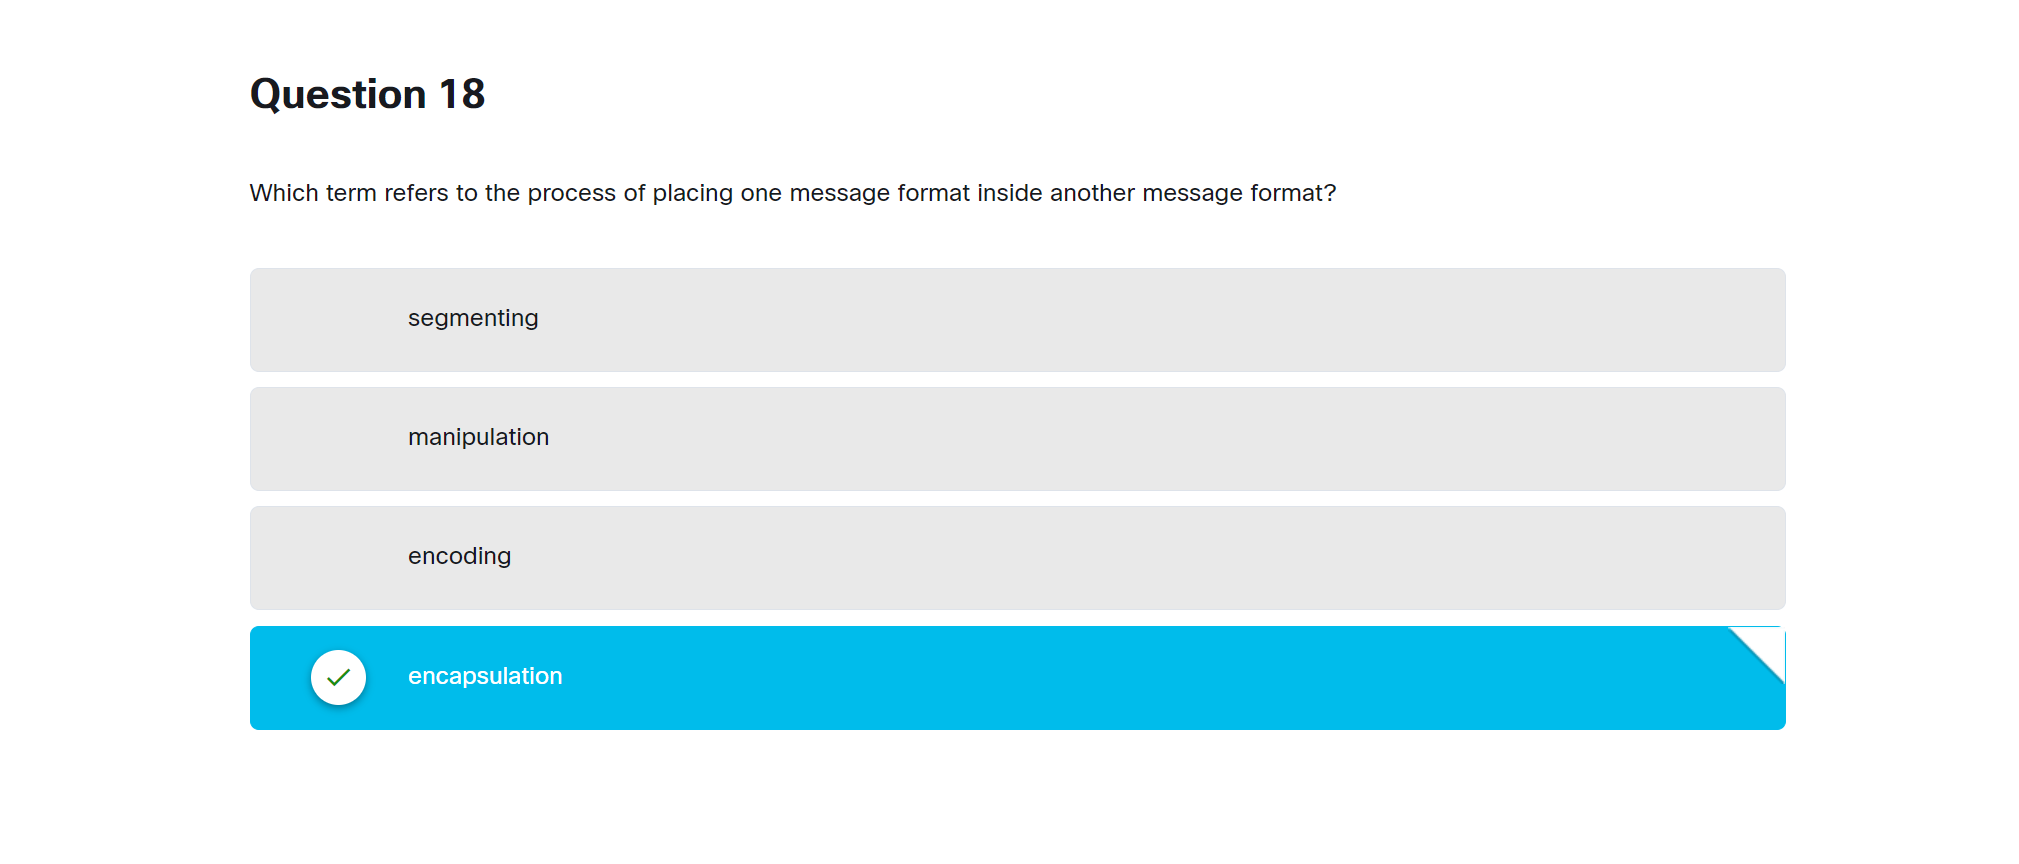 Question 18
Which term refers to the process of placing one message format inside another message format?
segmenting
manipulation
encoding
encapsulation